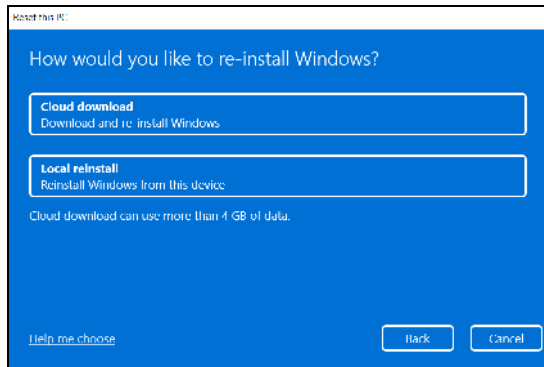 Reset this PC
How would you like to re-install Windows?
Cloud download
Download and re-install Windows
Local reinstall
Reinstall Windows from this device
Cloud download can use more than 4 GB of data.
Help me choose
Back
Cancel